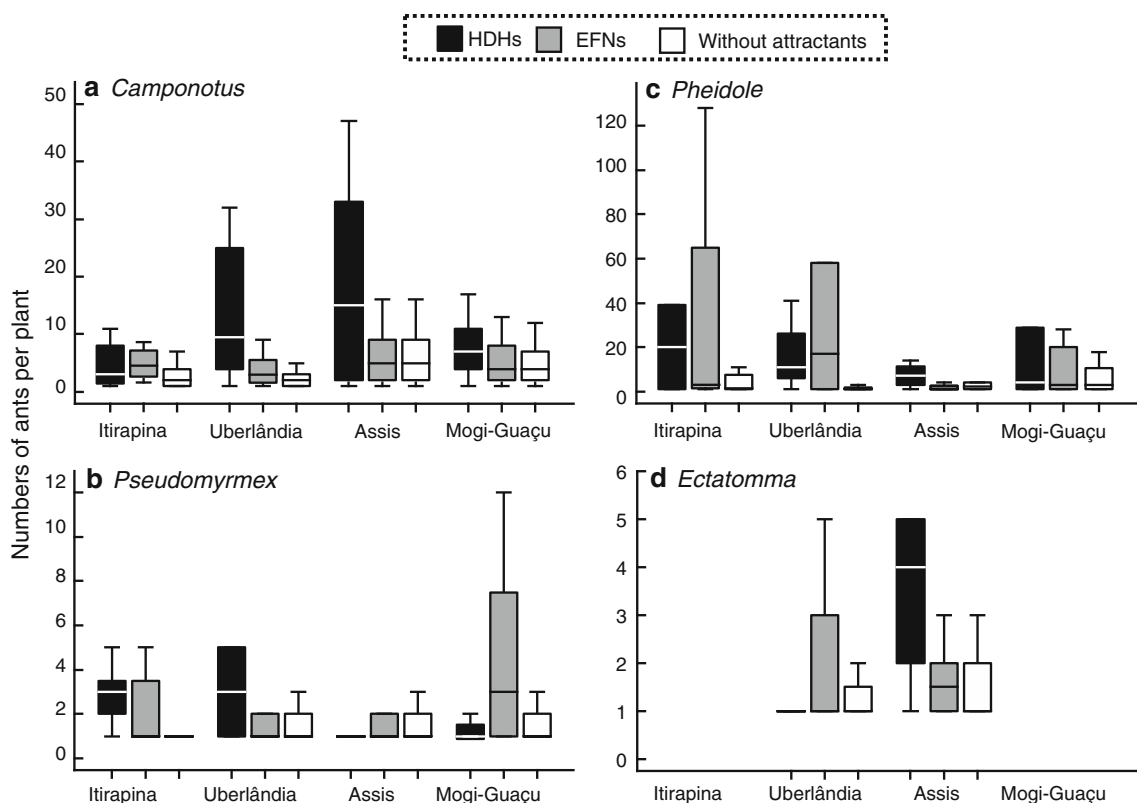 HDHs EFNs Without attractants
Numbers of ants per plant
a Camponotus
50
40
30
20
10
0
Itirapina Uberlândia Assis Mogi-Guaçu
b Pseudomyrmex
12
10
8
6
4
2
0
Itirapina Uberlândia Assis Mogi-Guaçu
c Pheidole
120
100
80
60
40
20
0
Itirapina Uberlândia Assis Mogi-Guaçu
d Ectatomma
6
5
4
3
2
1
0
Itirapina Uberlândia Assis Mogi-Guaçu